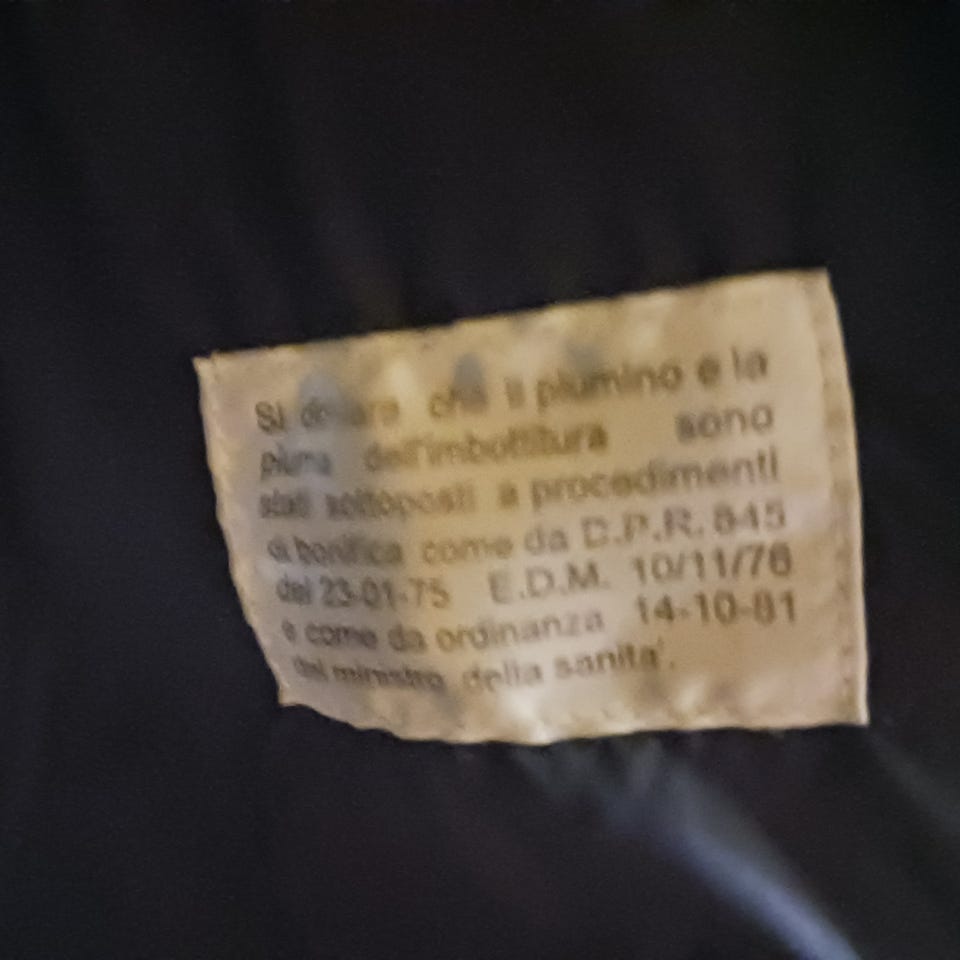 Si dichiara che il piumino e la
piuma dell'imbottitura sono
stati sottoposti a procedimenti
di bonifica come da D.P.R. 845
del 23-01-75 E.D.M. 10/11/76
e come da ordinanza 14-10-81
del ministro della sanita'.